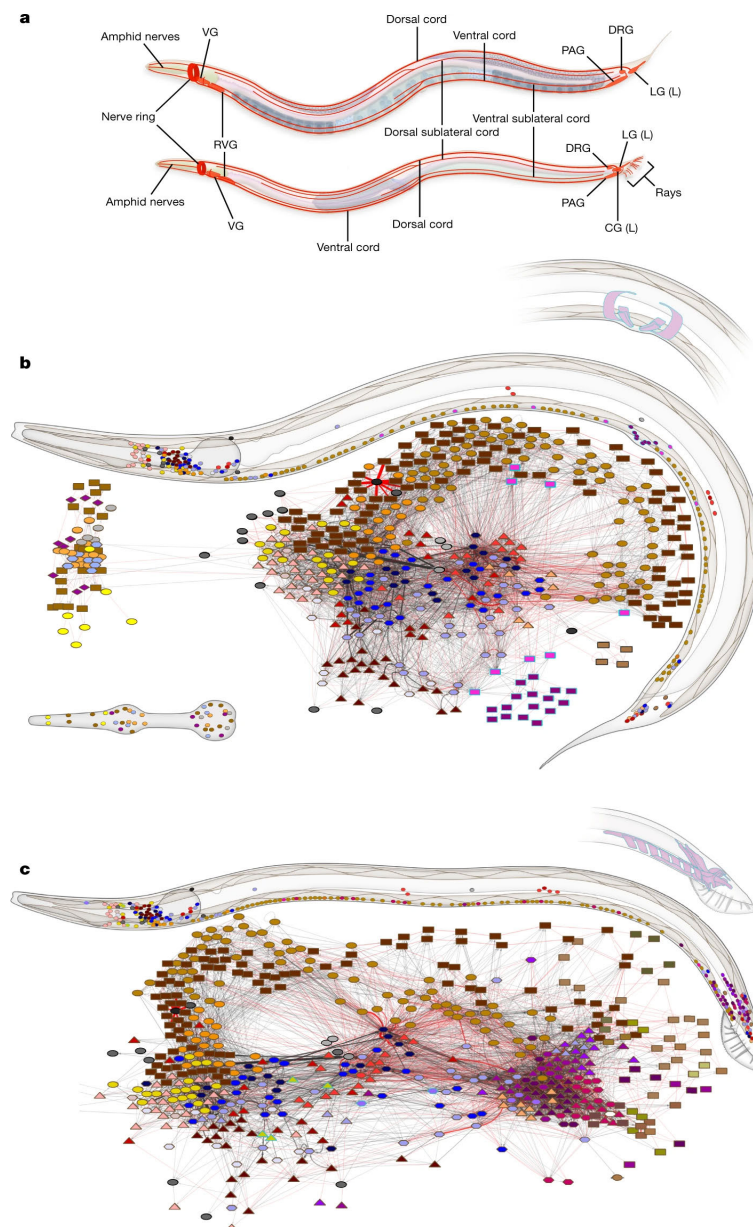 a
Dorsal cord
DRG
VG
Amphid nerves
Ventral cord
PAG
LG (L)
Nerve ring
Ventral sublateral cord
Dorsal sublateral cord
LG (L)
RVG
DRG
Rays
Amphid nerves
PAG
VG
Dorsal cord
CG (L)
Ventral cord
b
c